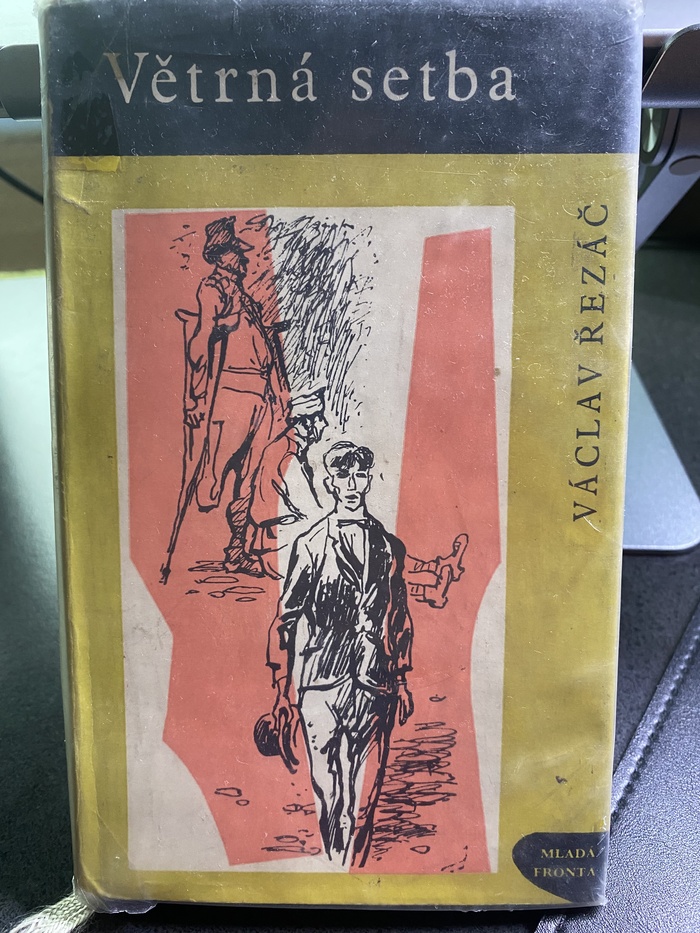 Větrná setba
VÁCLAV ŘEZÁČ
MLADÁ
FRONTA